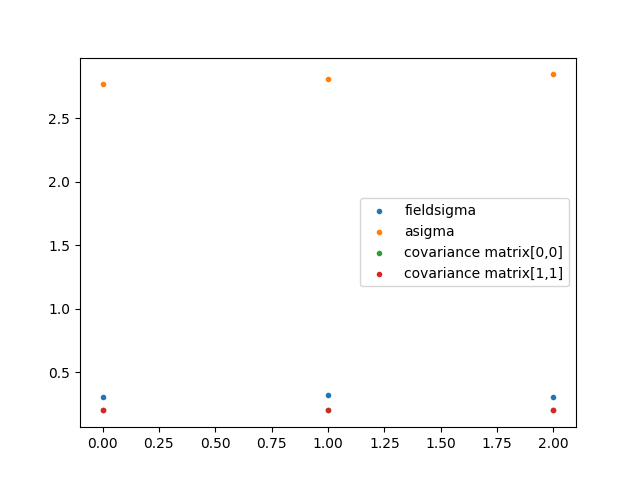 2.5
2.0
1.5
1.0
0.5
fieldsigma
asigma
covariance matrix[0,0]
covariance matrix[1,1]
0.00 0.25 0.50 0.75 1.00 1.25 1.50 1.75 2.00